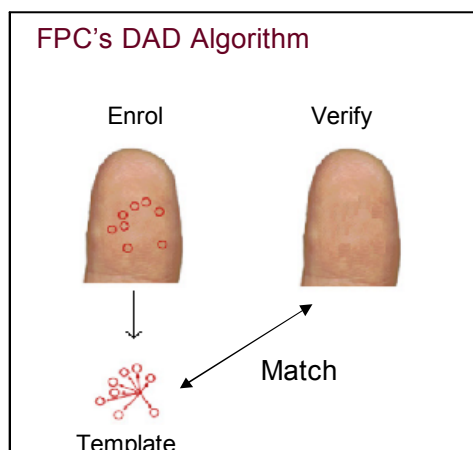 FPC's DAD Algorithm
Enrol
Verify
Match
Template